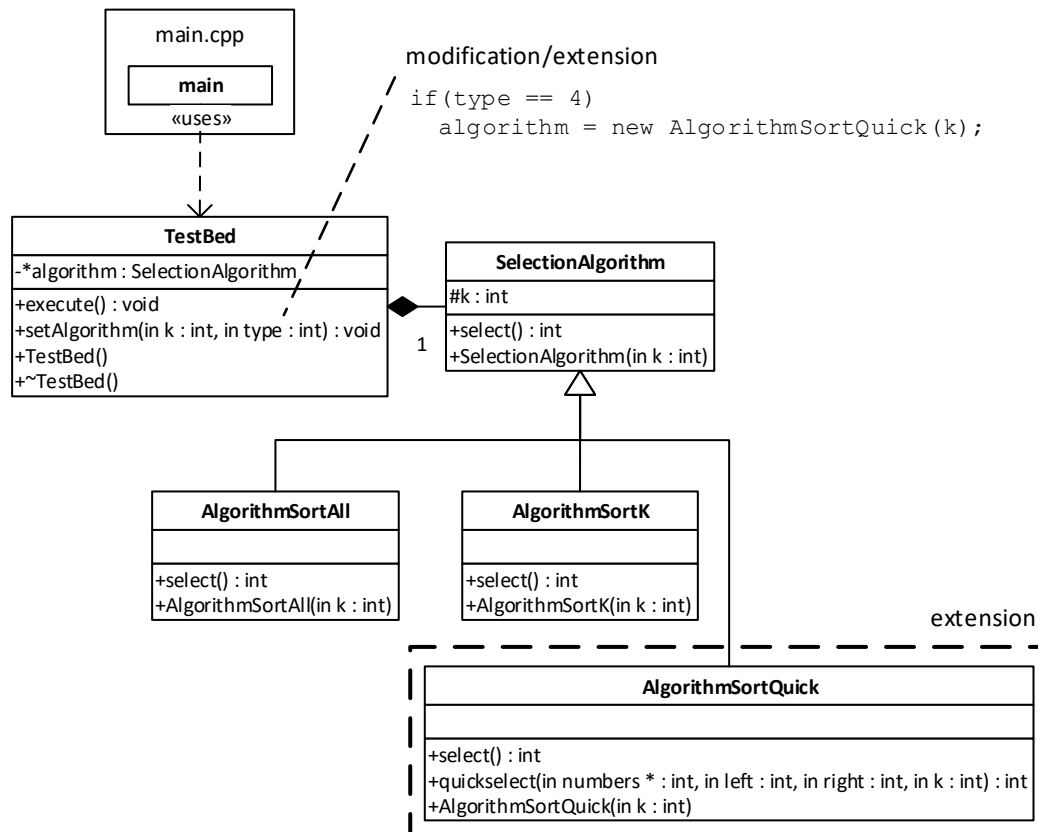 main.cpp
main
«uses»
modification/extension
if(type == 4)
algorithm = new AlgorithmSortQuick(k);
TestBed
-*algorithm : SelectionAlgorithm
+execute() : void
+setAlgorithm(in k : int, in type : int) : void
+TestBed()
+~TestBed()
1
SelectionAlgorithm
#k : int
+select() : int
+SelectionAlgorithm(in k : int)
AlgorithmSortAll
+select() : int
+AlgorithmSortAll(in k : int)
AlgorithmSortK
+select() : int
+AlgorithmSortK(in k : int)
extension
AlgorithmSortQuick
+select() : int
+quickselect(in numbers * : int, in left : int, in right : int, in k : int) : int
+AlgorithmSortQuick(in k : int)